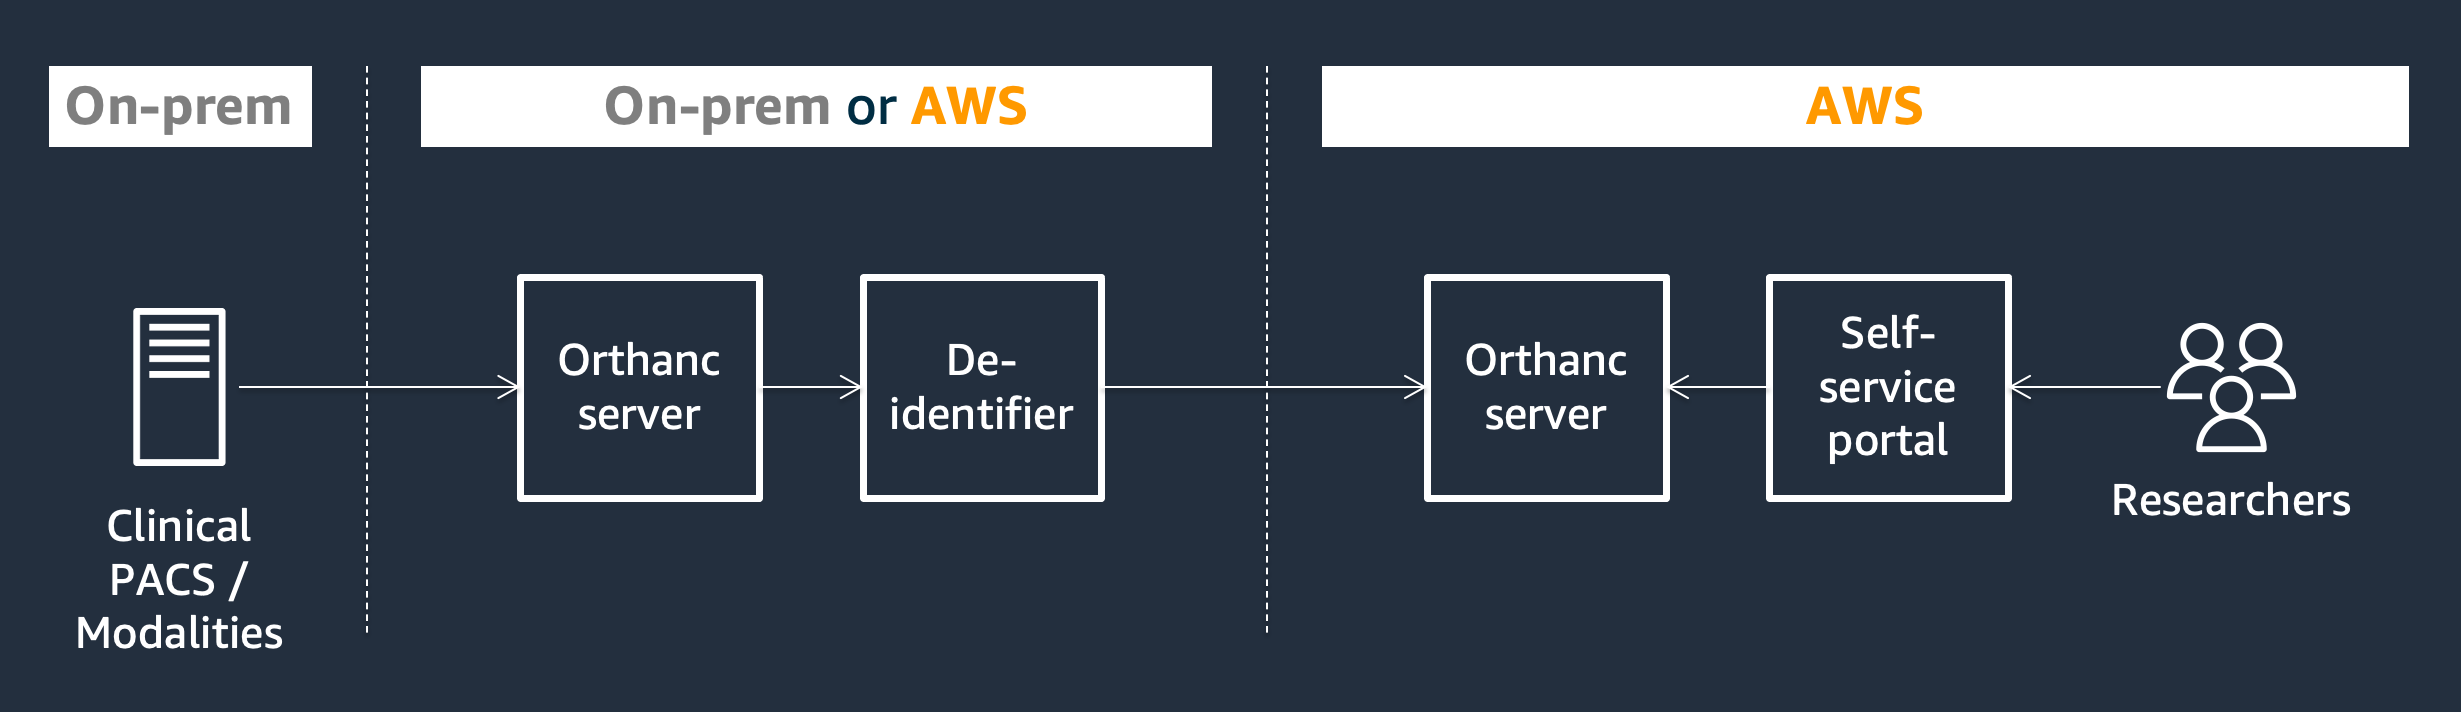 On-prem
On-prem or AWS
AWS
Clinical
PACS /
Modalities
Orthanc
server
De-
identifier
Orthanc
server
Self-
service
portal
Researchers